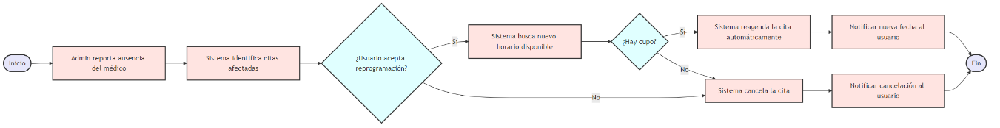 Inicio
Admin reporta ausencia
del médico
Sistema identifica citas
afectadas
¿Usuario acepta
reprogramación?
Sí
Sistema busca nuevo
horario disponible
¿Hay cupo?
Sí
Sistema reagenda la cita
automáticamente
Notificar nueva fecha al
usuario
No
No
Sistema cancela la cita
Notificar cancelación al
usuario
Fin